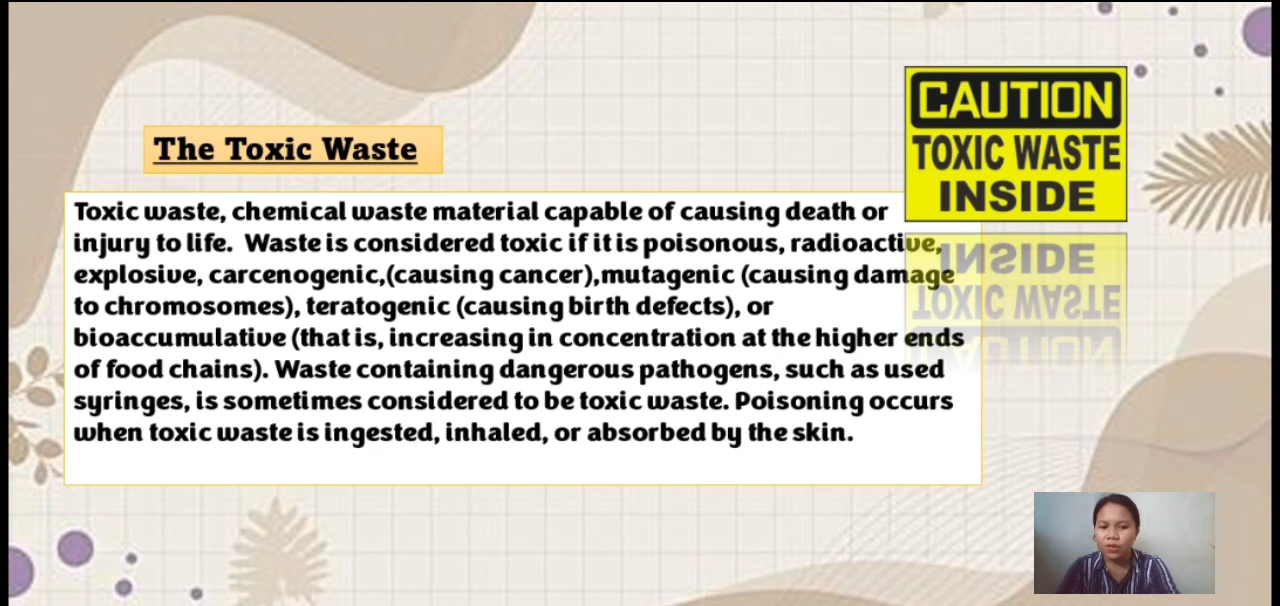 The Toxic Waste
CAUTION
TOXIC WASTE
INSIDE
Toxic waste, chemical waste material capable of causing death or
injury to life. Waste is considered toxic if it is poisonous, radioactive,
explosive, carcenogenic,(causing cancer),mutagenic (causing damage
to chromosomes), teratogenic (causing birth defects), or
bioaccumulative (that is, increasing in concentration at the higher ends
of food chains). Waste containing dangerous pathogens, such as used
syringes, is sometimes considered to be toxic waste. Poisoning occurs
when toxic waste is ingested, inhaled, or absorbed by the skin.